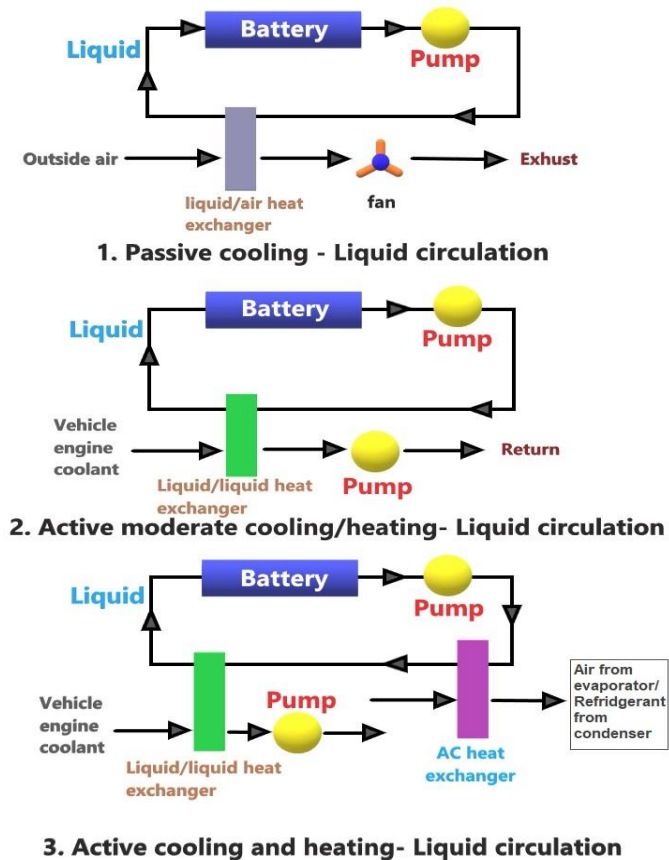 Liquid
Battery
Pump
Outside air
liquid/air heat
exchanger
fan
Exhust
1. Passive cooling - Liquid circulation
Liquid
Battery
Pump
Vehicle
engine
coolant
Liquid/liquid heat
exchanger
Pump
Return
2. Active moderate cooling/heating- Liquid circulation
Liquid
Battery
Pump
Vehicle
engine
coolant
Liquid/liquid heat
exchanger
Pump
AC heat
exchanger
Air from
evaporator/
Refridgerant
from
condenser
3. Active cooling and heating- Liquid circulation